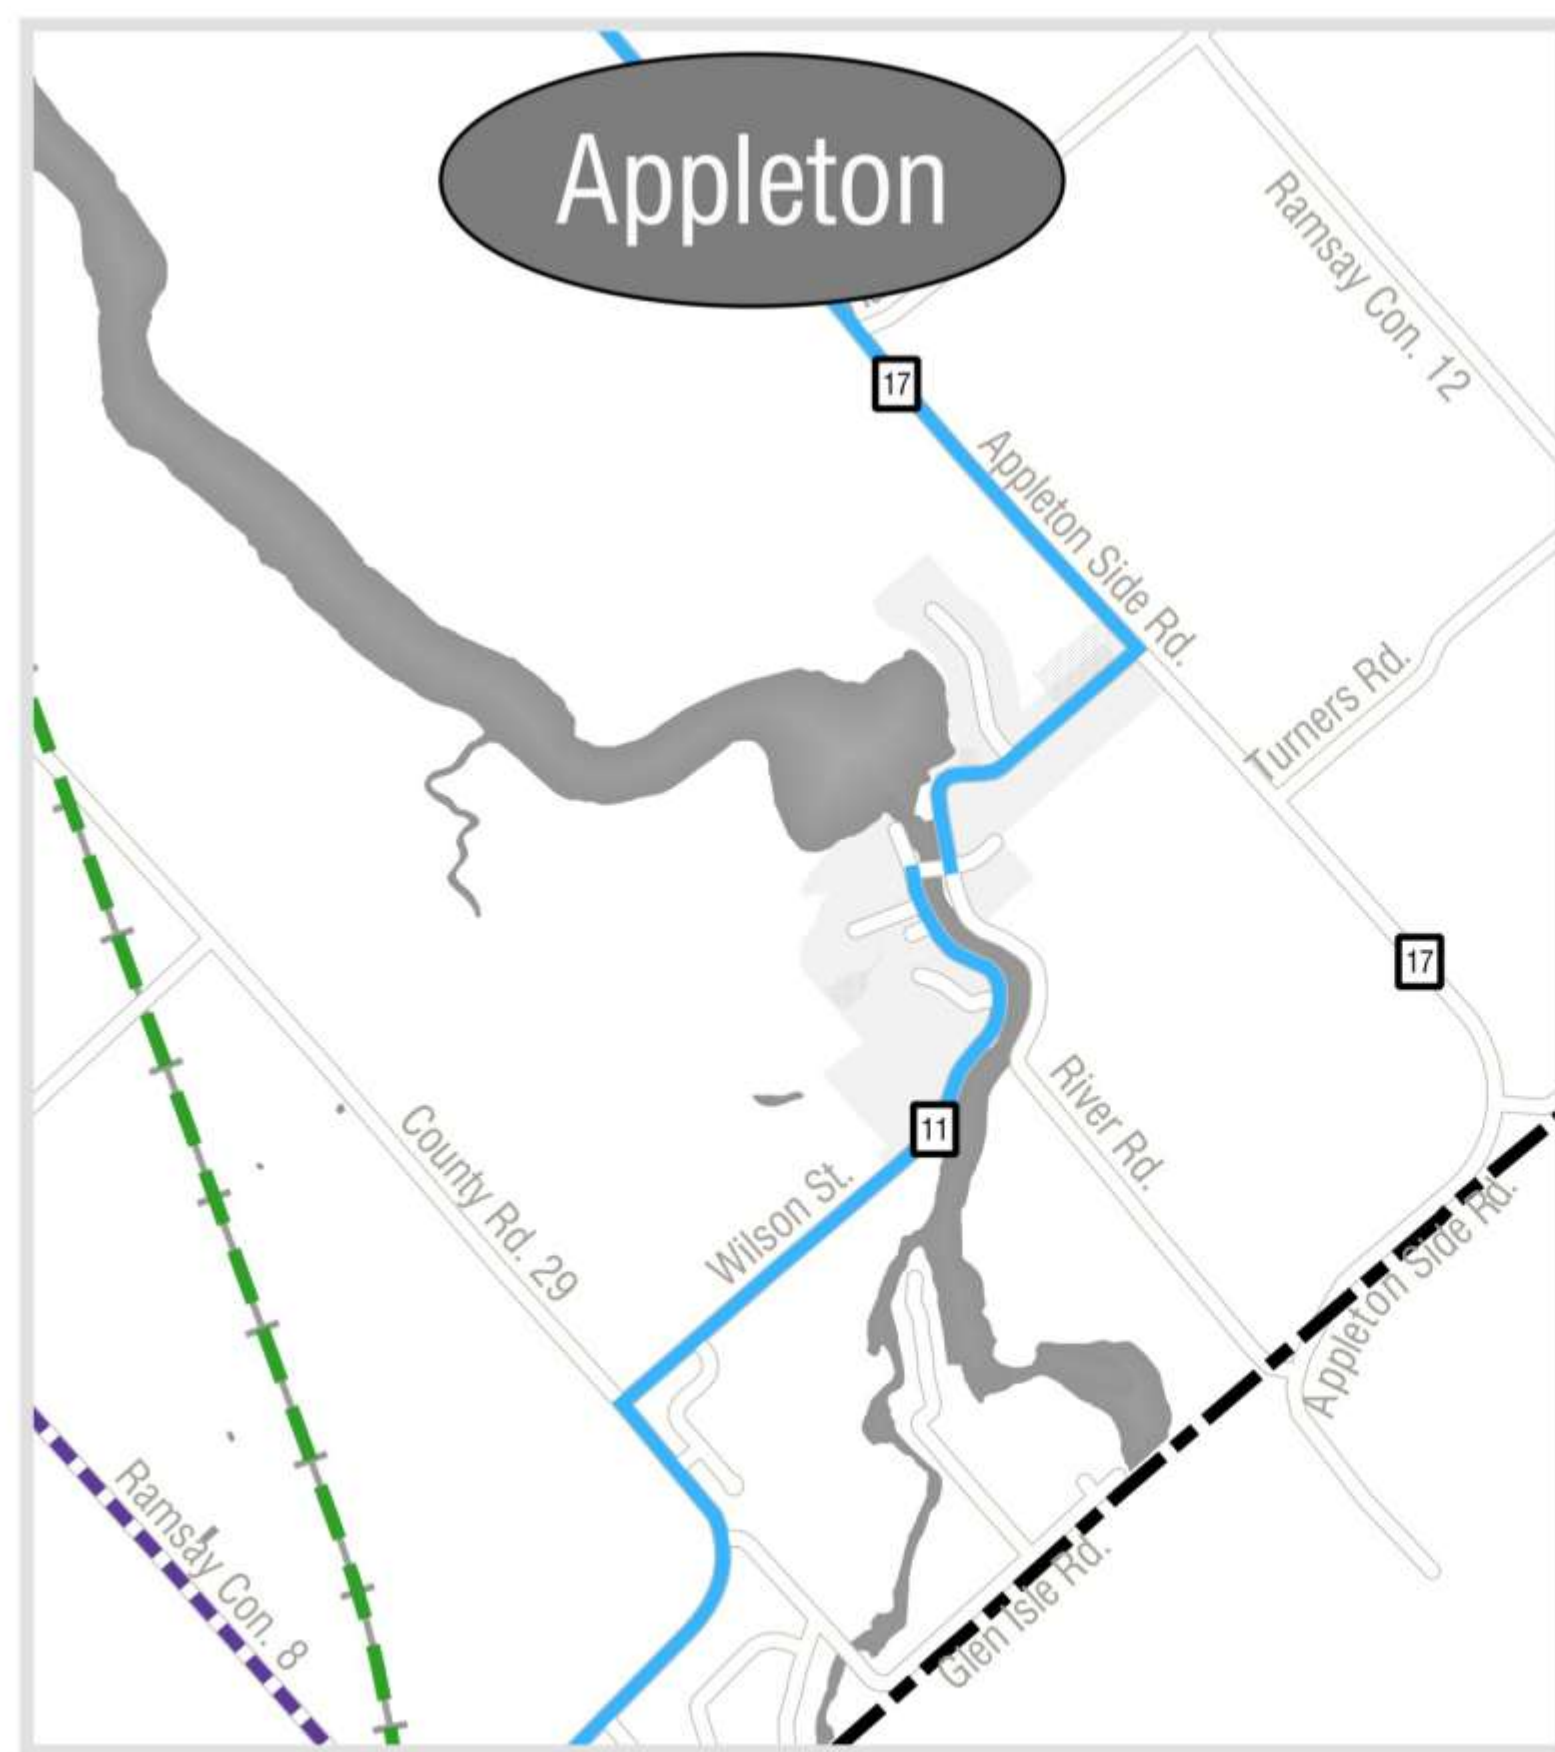 Appleton
Ramsay Con. 12
17
Appleton Side Rd.
Turners Rd.
17
River Rd.
County Rd. 29
11
Wilson St.
Appleton Side Rd.
Ramsay Con. 8
Glen Isle Rd.